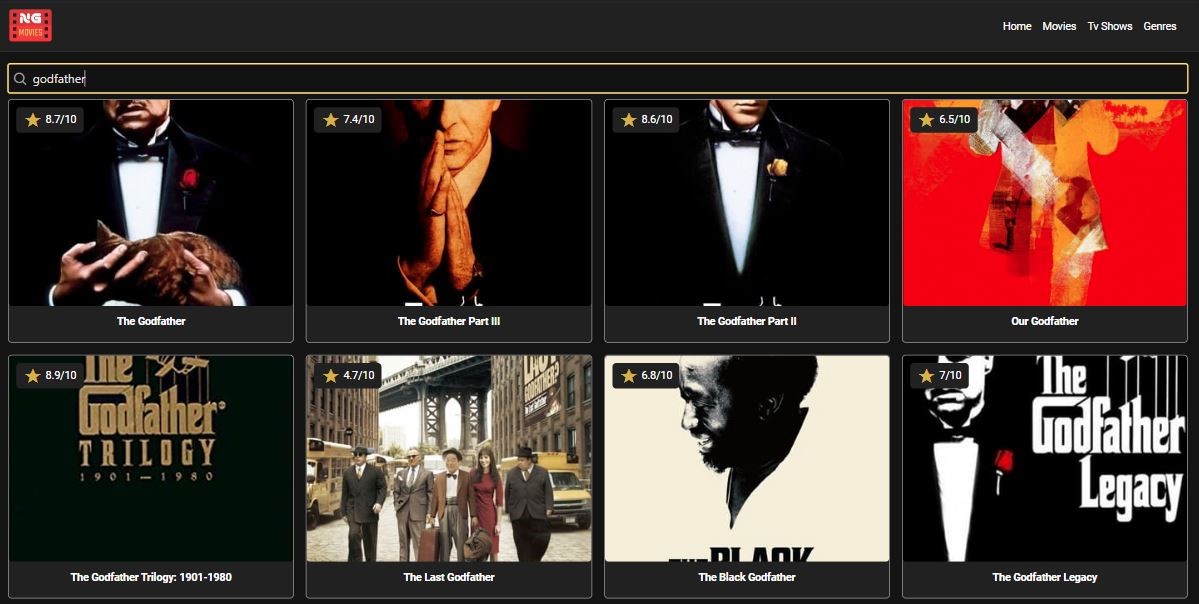 NG
MOVIES
Home Movies Tv Shows Genres
godfather
8.7/10 7.4/10 8.6/10 6.5/10
The Godfather The Godfather Part III The Godfather Part II Our Godfather
8.9/10 4.7/10 6.8/10 7/10
The
Godfather
TRILOGY
1901—1980
LAST
GODFATHER?
THE BLACK
The
Godfather
Legacy
The Godfather Trilogy: 1901-1980 The Last Godfather The Black Godfather The Godfather Legacy